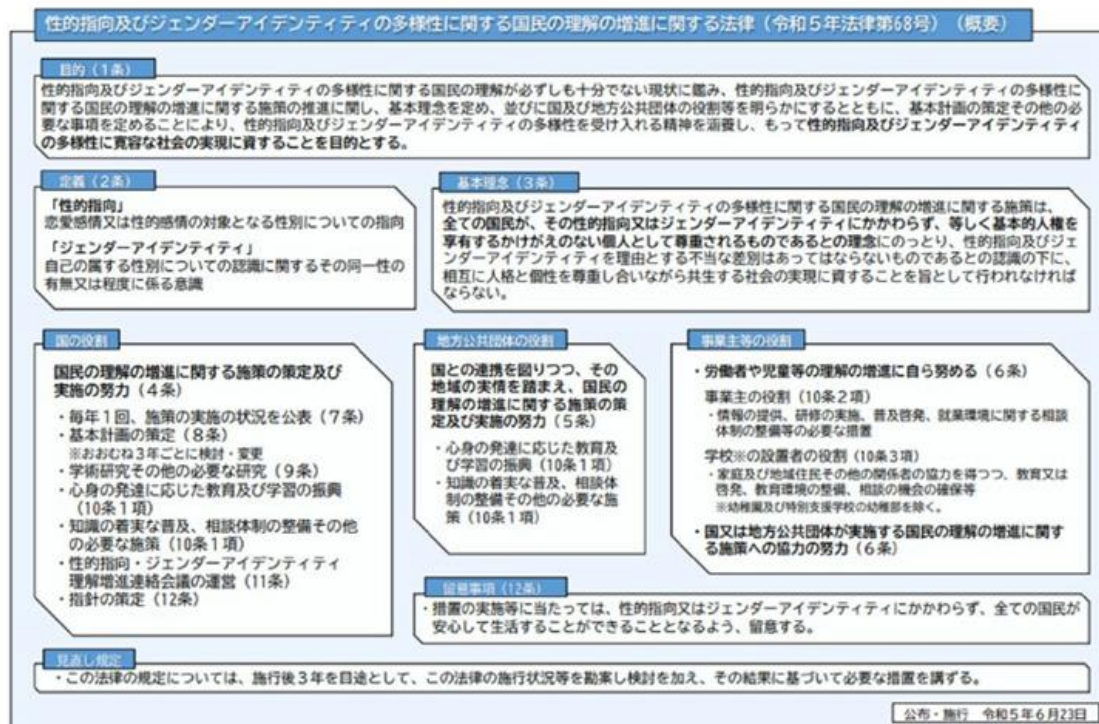 性的指向及びジェンダーアイデンティティの多様性に関する国民の理解の増進に関する法律（令和５年法律第68号）（概要）
目的（１条）
性的指向及びジェンダーアイデンティティの多様性に関する国民の理解が必ずしも十分でない現状に鑑み、性的指向及びジェンダーアイデンティティの多様性に
関する国民の理解の増進に関する施策の推進に関し、基本理念を定め、並びに国及び地方公共団体の役割等を明らかにするとともに、基本計画の策定その他の必
要な事項を定めることにより、性的指向及びジェンダーアイデンティティの多様性を受け入れる精神を涵養し、もって性的指向及びジェンダーアイデンティティ
の多様性に寛容な社会の実現に資することを目的とする。
定義（２条）
「性的指向」
恋愛感情又は性的感情の対象となる性別についての指向
「ジェンダーアイデンティティ」
自己の属する性別についての認識に関するその同一性の
有無又は程度に係る意識
基本理念（３条）
性的指向及びジェンダーアイデンティティの多様性に関する国民の理解の増進に関する施策は、
全ての国民が、その性的指向又はジェンダーアイデンティティにかかわらず、等しく基本的人権を
享有するかけがえのない個人として尊重されるものであるとの理念にのっとり、性的指向及びジェ
ンダーアイデンティティを理由とする不当な差別はあってはならないものであるとの認識の下に、
相互に人格と個性を尊重し合いながら共生する社会の実現に資することを旨として行われなければ
ならない。
国の役割
国民の理解の増進に関する施策の策定及び
実施の努力（４条）
・毎年１回、施策の実施の状況を公表（７条）
・基本計画の策定（８条）
※おおむね３年ごとに検討・変更
・学術研究その他の必要な研究（９条）
・心身の発達に応じた教育及び学習の振興
（10条１項）
・知識の着実な普及、相談体制の整備その他
の必要な施策（10条１項）
・性的指向・ジェンダーアイデンティティ
理解増進連絡会議の運営（11条）
・指針の策定（12条）
地方公共団体の役割
国との連携を図りつつ、その
地域の実情を踏まえ、国民の
理解の増進に関する施策の策
定及び実施の努力（５条）
・心身の発達に応じた教育及
び学習の振興（10条１項）
・知識の着実な普及、相談体
制の整備その他の必要な施
策（10条１項）
事業主等の役割
・労働者や児童等の理解の増進に自ら努める（６条）
事業主の役割（10条２項）
・情報の提供、研修の実施、普及啓発、就業環境に関する相談
体制の整備等の必要な措置
学校※の設置者の役割（10条３項）
・家庭及び地域住民その他の関係者の協力を得つつ、教育又は
啓発、教育環境の整備、相談の機会の確保等
※幼稚園及び特別支援学校の幼稚部を除く。
・国又は地方公共団体が実施する国民の理解の増進に関す
る施策への協力の努力（６条）
留意事項（12条）
・措置の実施等に当たっては、性的指向又はジェンダーアイデンティティにかかわらず、全ての国民が
安心して生活することができることとなるよう、留意する。
見直し規定
・この法律の規定については、施行後３年を目途として、この法律の施行状況等を勘案し検討を加え、その結果に基づいて必要な措置を講ずる。
公布・施行　令和５年６月23日